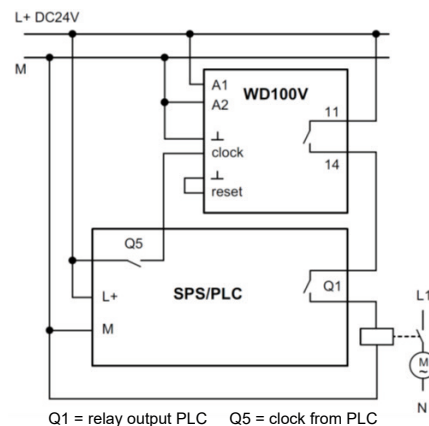 L+ DC24V
M
A1
WD100V
A2
11
⊥
clock
14
⊥
reset
Q5
Q1
L+
SPS/PLC
L1
M
M
~
N
Q1 = relay output PLC Q5 = clock from PLC